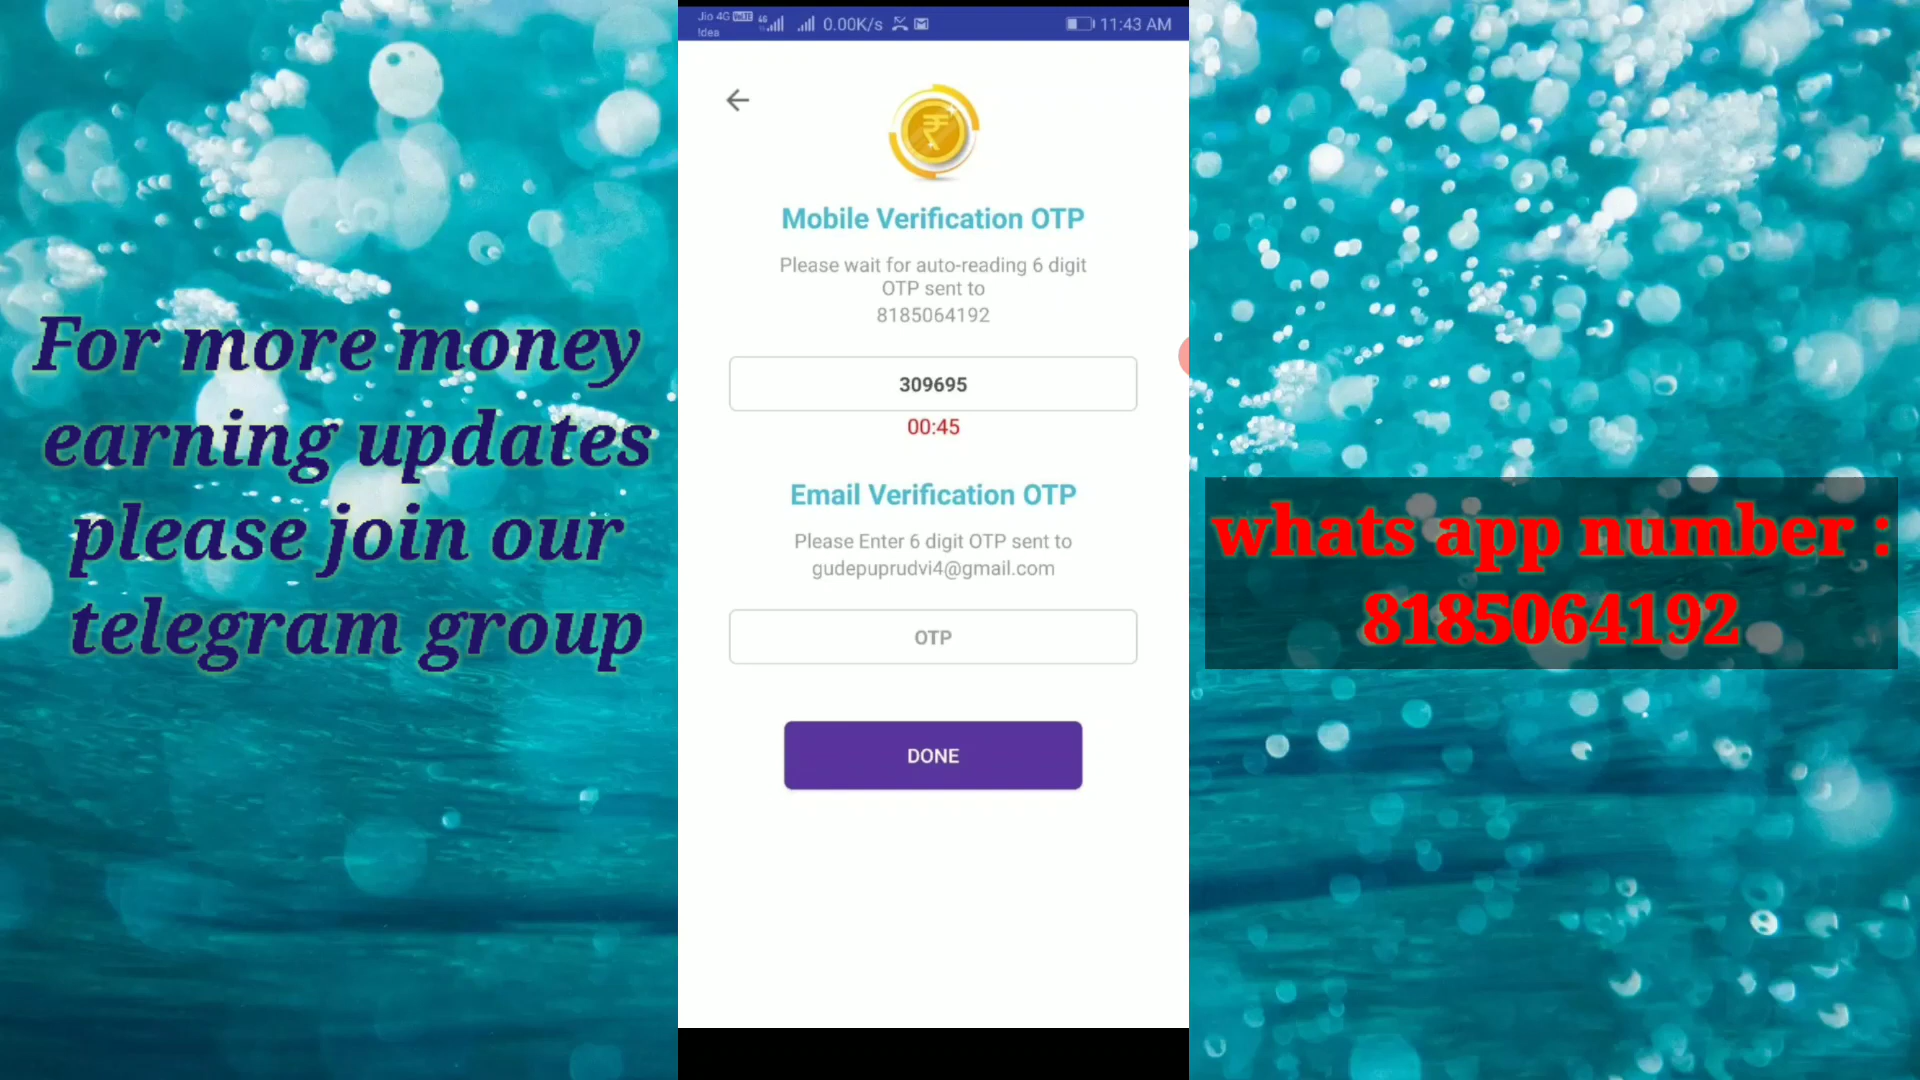 For more money
earning updates
please join our
telegram group
Jio 4G VoLTE 4G 0.00K/s 11:43 AM
Idea
Mobile Verification OTP
Please wait for auto-reading 6 digit
OTP sent to
8185064192
309695
00:45
Email Verification OTP
Please Enter 6 digit OTP sent to
gudepuprudvi4@gmail.com
OTP
DONE
whats app number :
8185064192